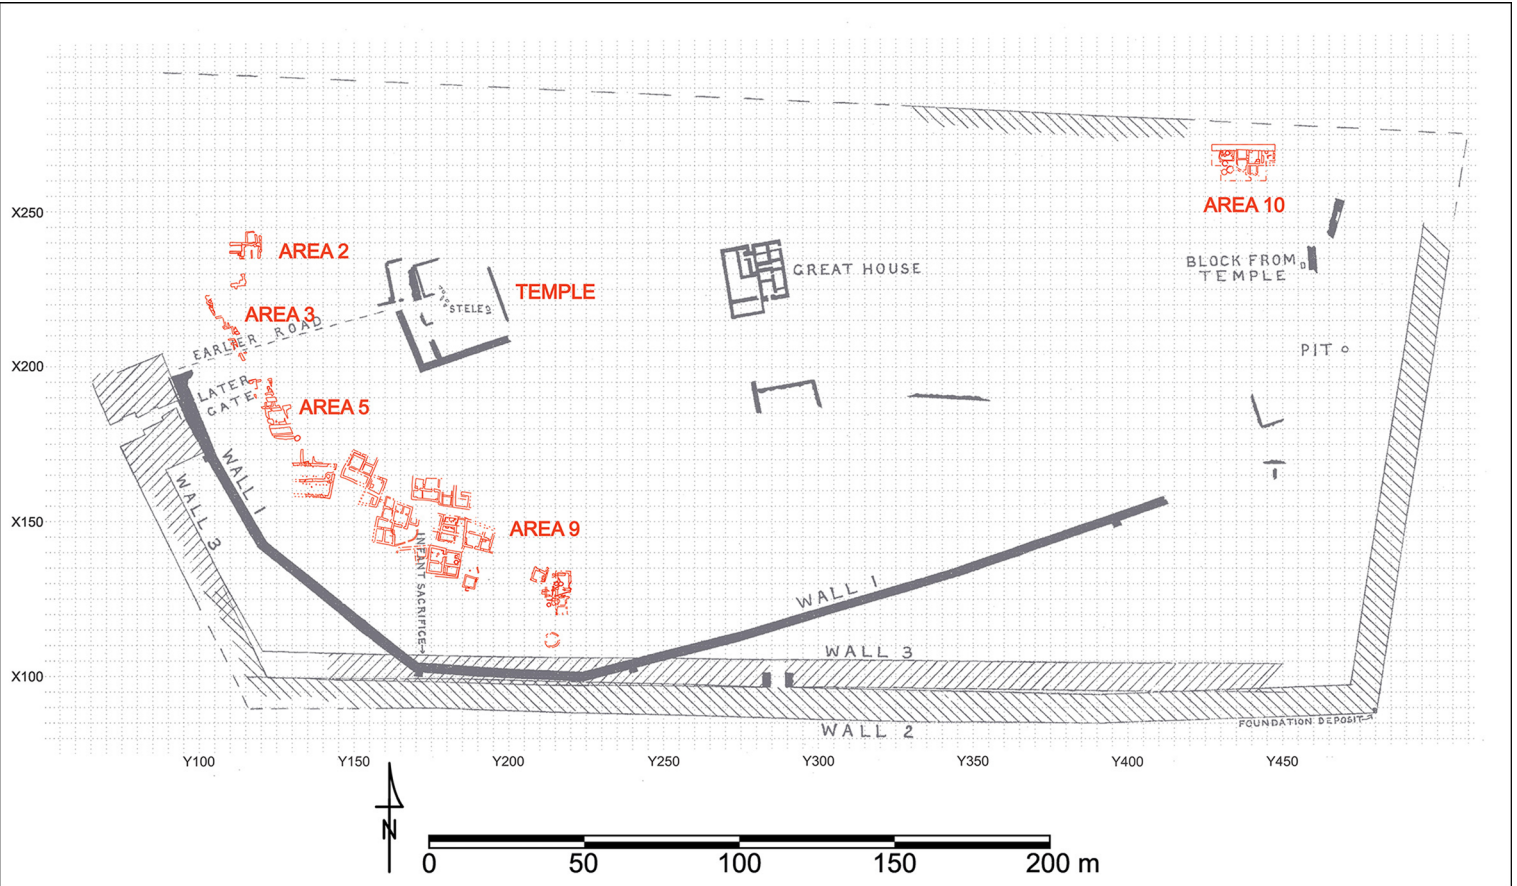 AREA 10
X250
AREA 2
BLOCK FROM
TEMPLE
GREAT HOUSE
TEMPLE
STELES
AREA 3
EARLIER ROAD
PIT
X200
LATER
GATE
AREA 5
WALL 1
WALL 3
X150
AREA 9
INFANT SACRIFICE
WALL 1
WALL 3
X100
FOUNDATION DEPOSIT
WALL 2
Y100 Y150 Y200 Y250 Y300 Y350 Y400 Y450
N
0 50 100 150 200 m